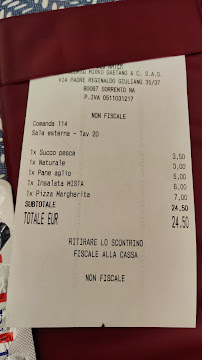 MIRKO GAETANO & C. S.A.S.
VIA PADRE REGINALDO GIULIANO 35/37
80067 SORRENTO NA
P.IVA 0511031217
NON FISCALE
Comanda 114
Sala esterna - Tav 20
1x Succo pesca 3,50
1x Naturale 3,00
1x Pane aglio 5,00
1x Insalata MISTA 6,00
1x Pizza Margherita 7,00
SUBTOTALE 24,50
TOTALE EUR 24,50
RITIRARE LO SCONTRINO
FISCALE ALLA CASSA
NON FISCALE